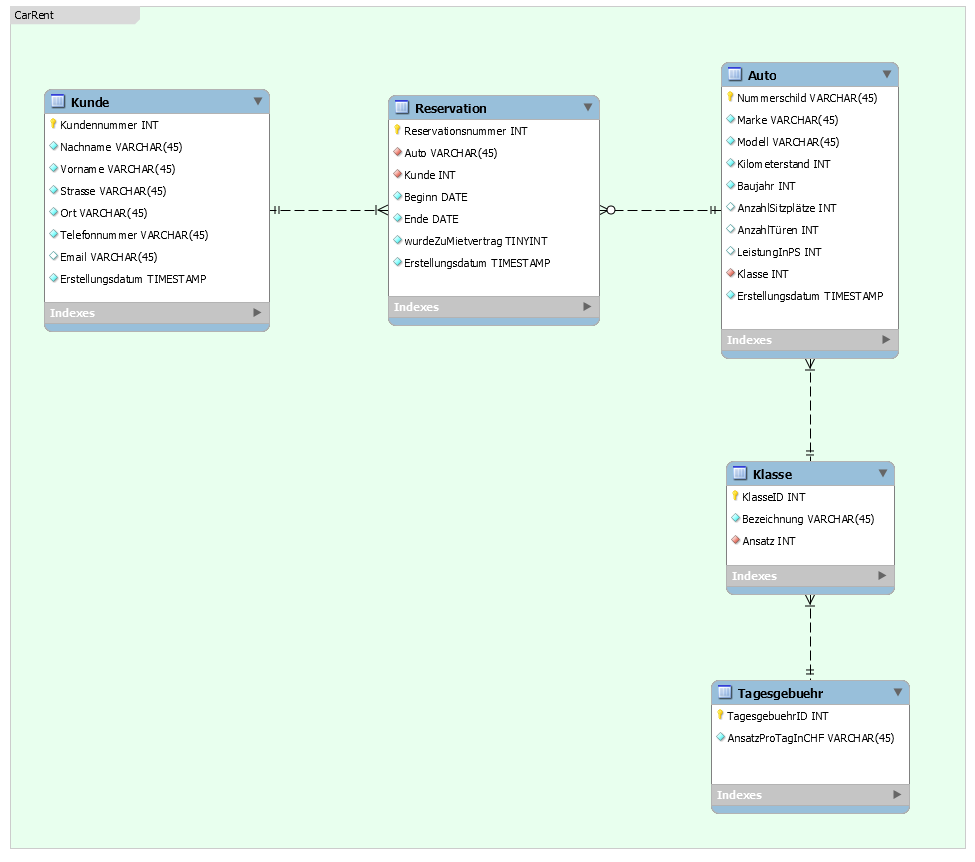 CarRent
Kunde
Kundennummer INT
Nachname VARCHAR(45)
Vorname VARCHAR(45)
Strasse VARCHAR(45)
Ort VARCHAR(45)
Telefonnummer VARCHAR(45)
Email VARCHAR(45)
Erstellungsdatum TIMESTAMP
Indexes
Reservation
Reservationsnummer INT
Auto VARCHAR(45)
Kunde INT
Beginn DATE
Ende DATE
wurdeZuMietvertrag TINYINT
Erstellungsdatum TIMESTAMP
Indexes
Auto
Nummerschild VARCHAR(45)
Marke VARCHAR(45)
Modell VARCHAR(45)
Kilometerstand INT
Baujahr INT
AnzahlSitzplätze INT
AnzahlTüren INT
LeistungInPS INT
Klasse INT
Erstellungsdatum TIMESTAMP
Indexes
Klasse
KlasseID INT
Bezeichnung VARCHAR(45)
Ansatz INT
Indexes
Tagesgebuehr
TagesgebuehrID INT
AnsatzProTagInCHF VARCHAR(45)
Indexes